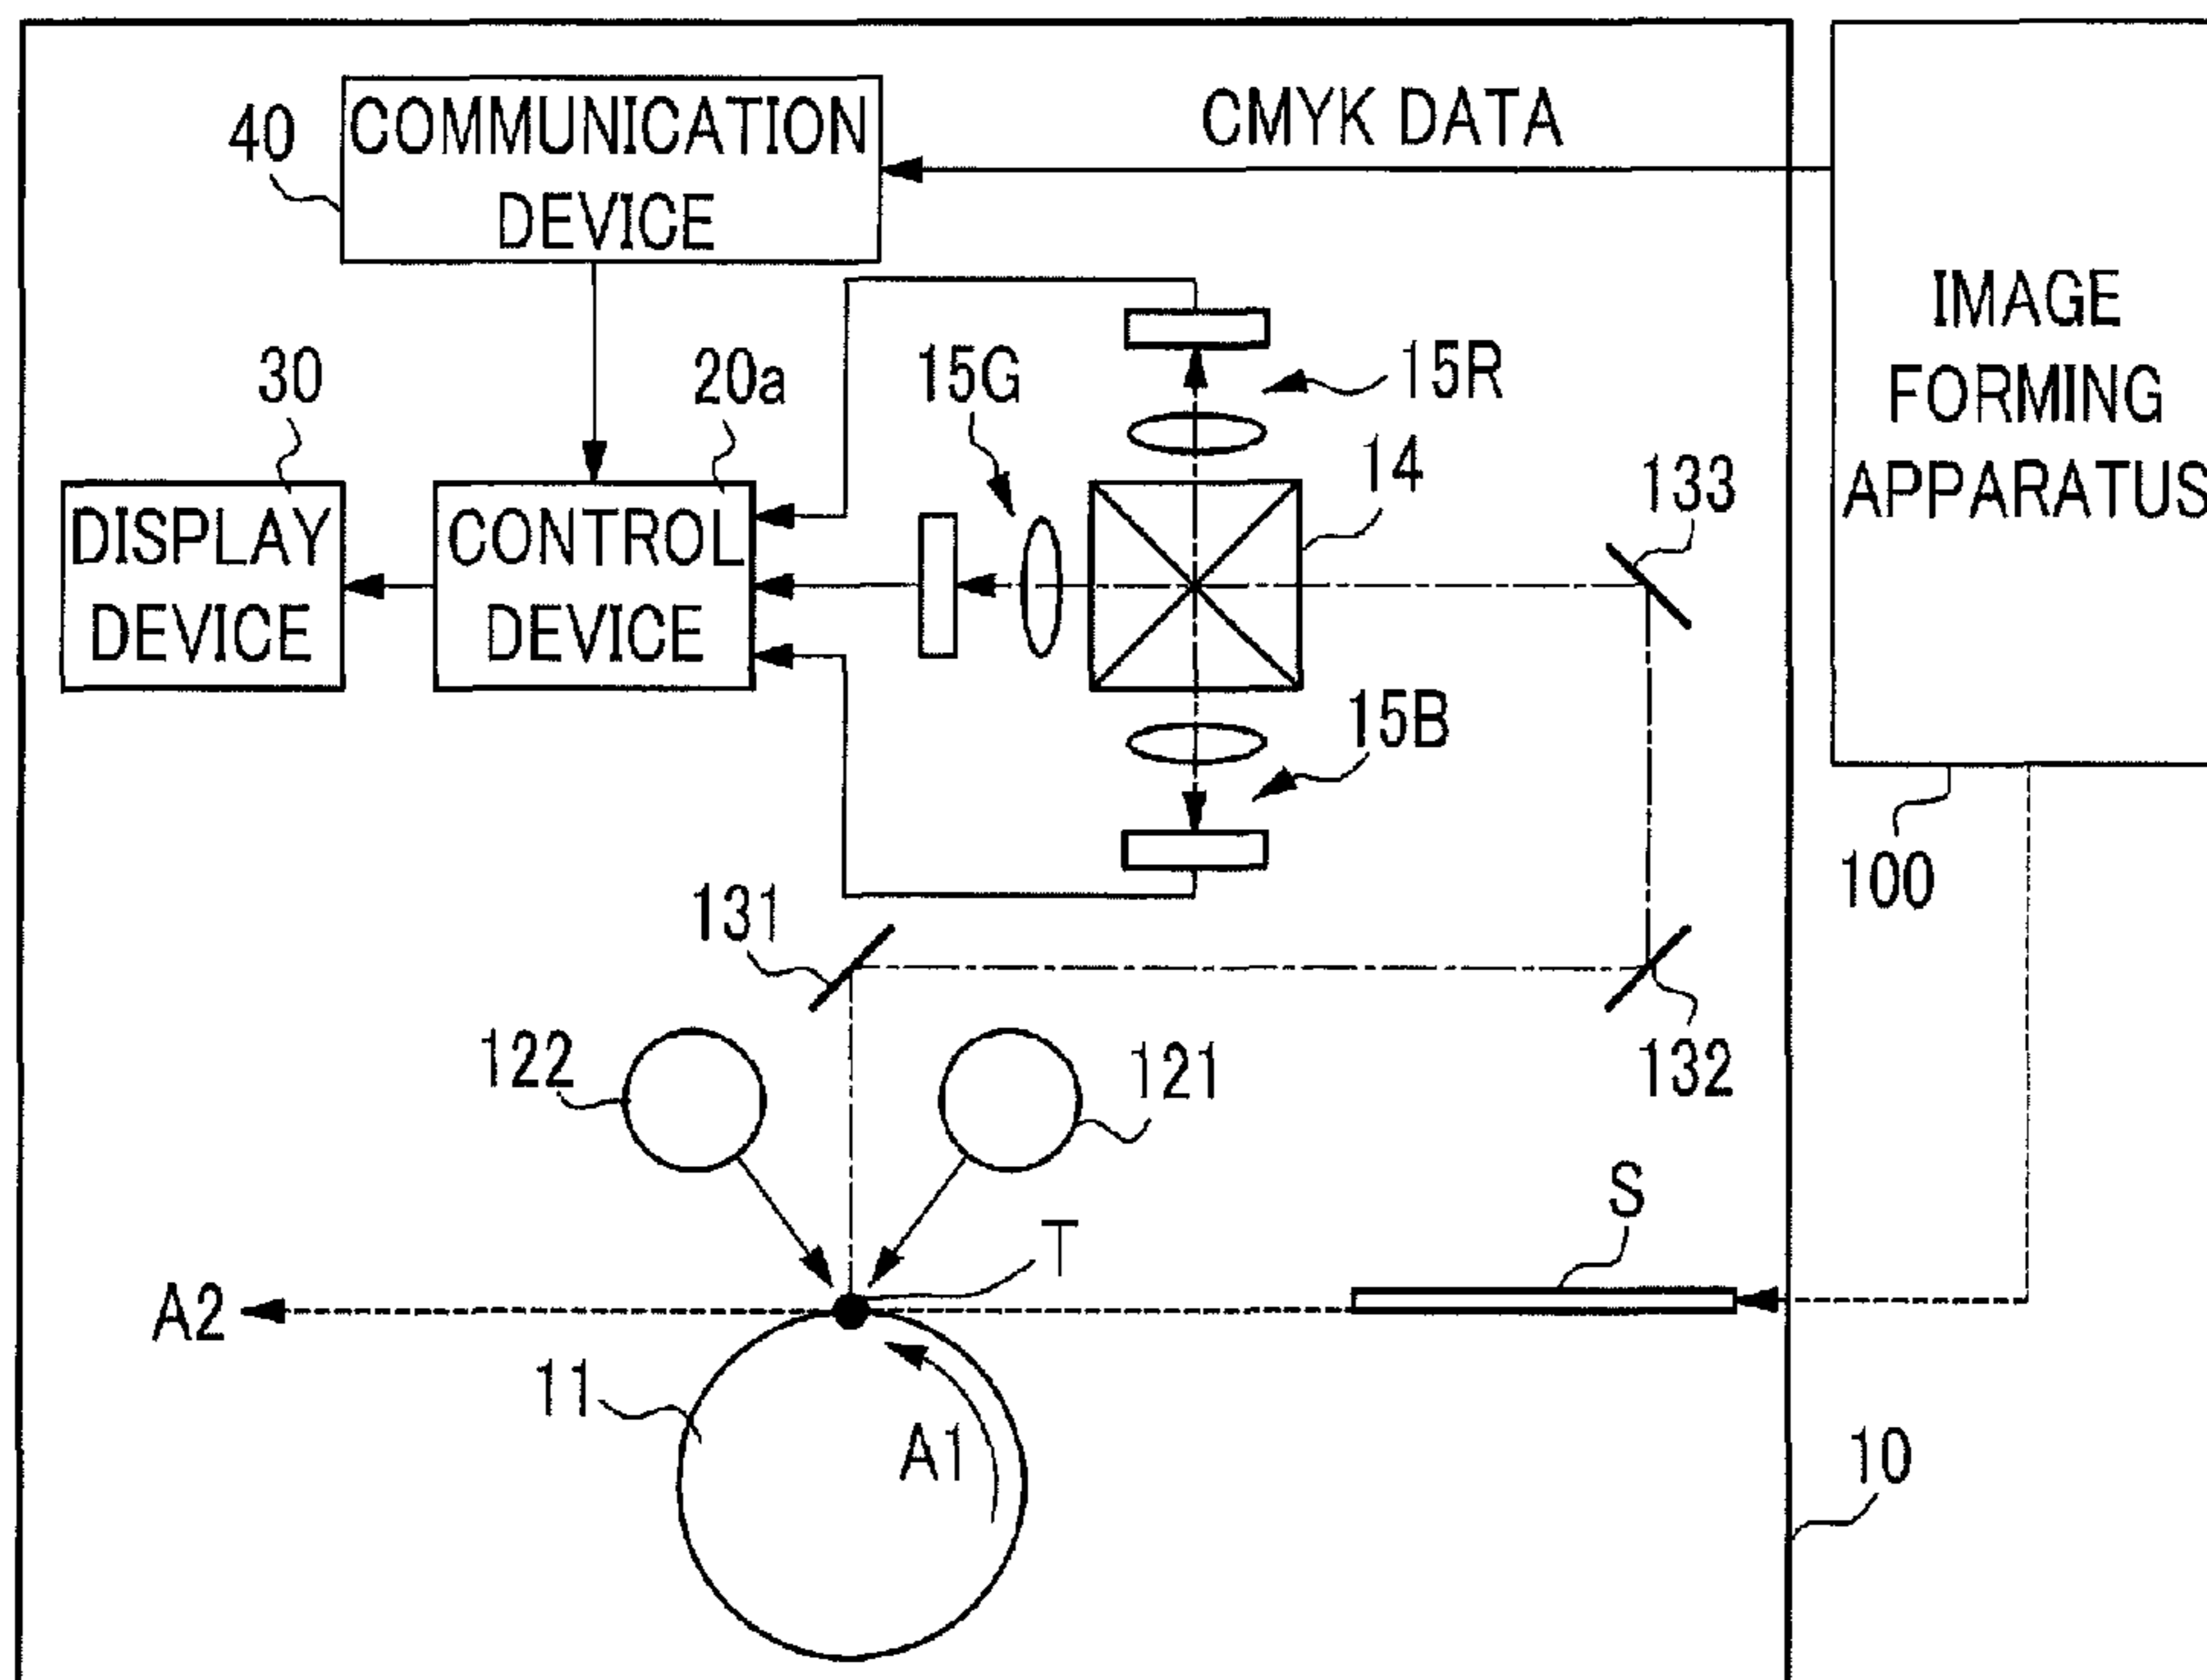 COMMUNICATION
DEVICE
40
CMYK DATA
IMAGE
FORMING
APPARATUS
30
20a
15G
15R
14
133
DISPLAY
DEVICE
CONTROL
DEVICE
15B
100
131
122
121
132
S
T
A2
11
A1
10